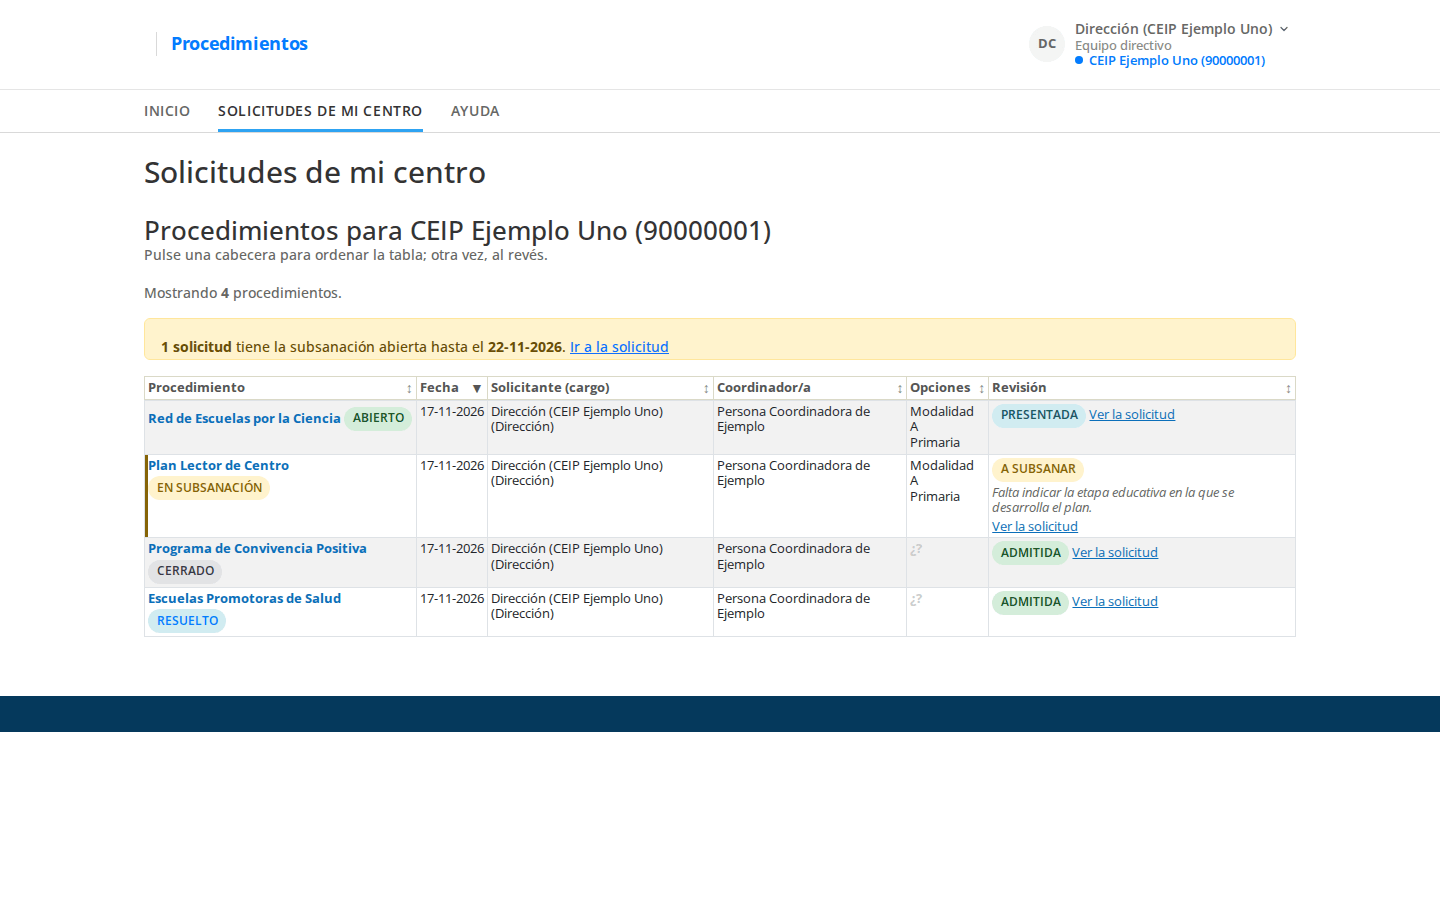 Procedimientos
DC
Dirección (CEIP Ejemplo Uno)
Equipo directivo
CEIP Ejemplo Uno (90000001)
INICIO SOLICITUDES DE MI CENTRO AYUDA
Solicitudes de mi centro
Procedimientos para CEIP Ejemplo Uno (90000001)
Pulse una cabecera para ordenar la tabla; otra vez, al revés.
Mostrando 4 procedimientos.
1 solicitud tiene la subsanación abierta hasta el 22-11-2026. Ir a la solicitud
Procedimiento ↕ Fecha ▼ Solicitante (cargo) ↕ Coordinador/a ↕ Opciones ↕ Revisión ↕
Red de Escuelas por la Ciencia ABIERTO
17-11-2026
Dirección (CEIP Ejemplo Uno)
(Dirección)
Persona Coordinadora de
Ejemplo
Modalidad
A
Primaria
PRESENTADA Ver la solicitud
Plan Lector de Centro
EN SUBSANACIÓN
17-11-2026
Dirección (CEIP Ejemplo Uno)
(Dirección)
Persona Coordinadora de
Ejemplo
Modalidad
A
Primaria
A SUBSANAR
Falta indicar la etapa educativa en la que se
desarrolla el plan.
Ver la solicitud
Programa de Convivencia Positiva
CERRADO
17-11-2026
Dirección (CEIP Ejemplo Uno)
(Dirección)
Persona Coordinadora de
Ejemplo
¿?
ADMITIDA Ver la solicitud
Escuelas Promotoras de Salud
RESUELTO
17-11-2026
Dirección (CEIP Ejemplo Uno)
(Dirección)
Persona Coordinadora de
Ejemplo
¿?
ADMITIDA Ver la solicitud